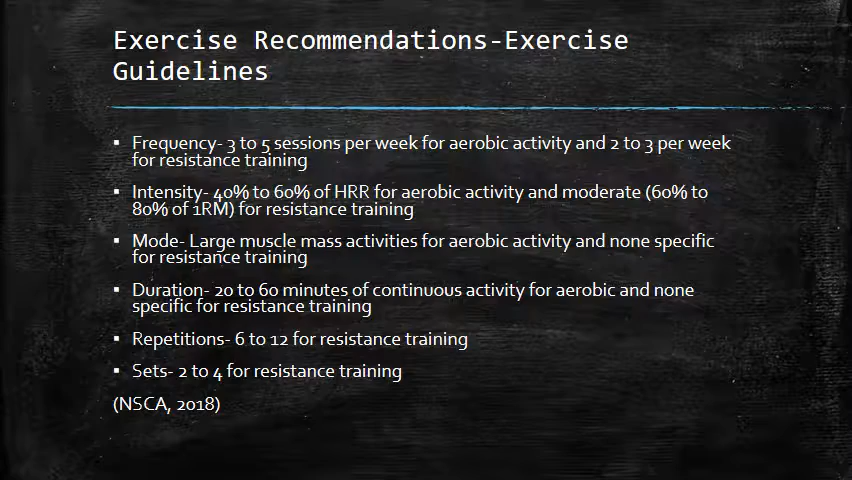 Exercise Recommendations-Exercise
Guidelines
▪ Frequency- 3 to 5 sessions per week for aerobic activity and 2 to 3 per week
for resistance training
▪ Intensity- 40% to 60% of HRR for aerobic activity and moderate (60% to
80% of 1RM) for resistance training
▪ Mode- Large muscle mass activities for aerobic activity and none specific
for resistance training
▪ Duration- 20 to 60 minutes of continuous activity for aerobic and none
specific for resistance training
▪ Repetitions- 6 to 12 for resistance training
▪ Sets- 2 to 4 for resistance training
(NSCA, 2018)